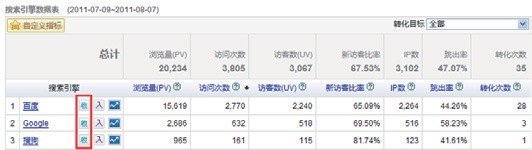 搜索引擎数据表 (2011-07-09~2011-08-07)
自定义指标 转化目标 全部
总计 浏览量(PV) 访问次数 访客数(UV) 新访客比率 IP数 跳出率 转化次数
20,234 3,805 3,067 67.53% 3,102 47.07% 35
搜索引擎 浏览量(PV) 访问次数 访客数(UV) 新访客比率 IP数 跳出率 转化次数
1 百度 收 入 15,619 2,770 2,240 65.09% 2,264 44.26% 28
2 Google 收 入 2,686 632 518 69.50% 516 58.23% 3
3 搜狗 收 入 965 161 115 81.74% 123 41.61% 1